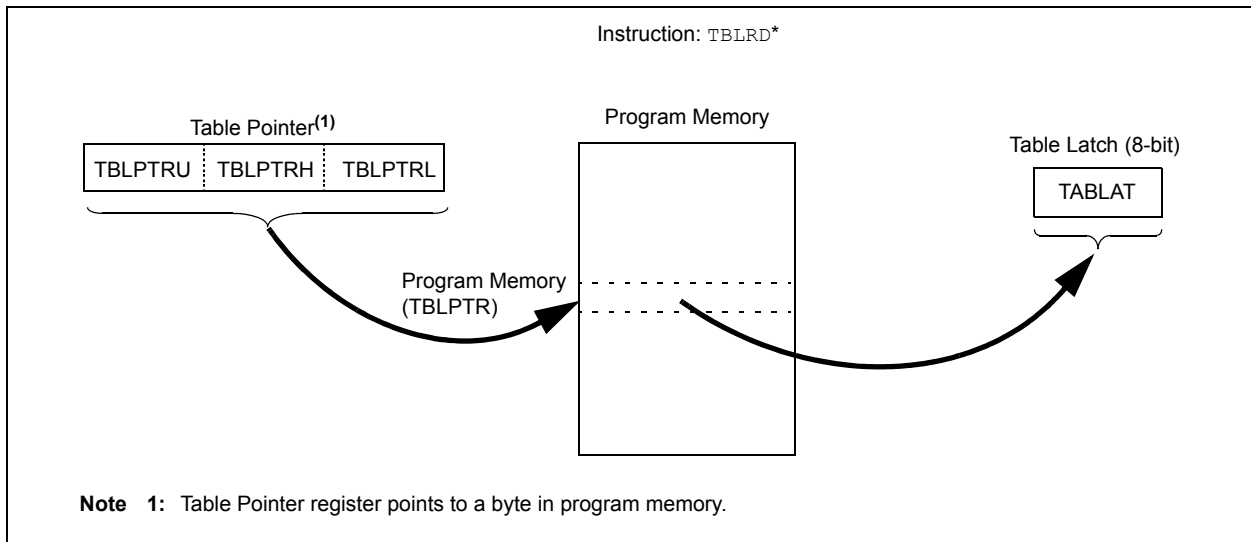 Instruction: TBLRD*
Table Pointer(1)
TBLPTRU TBLPTRH TBLPTRL
Program Memory
Table Latch (8-bit)
TABLAT
Program Memory
(TBLPTR)
Note 1: Table Pointer register points to a byte in program memory.